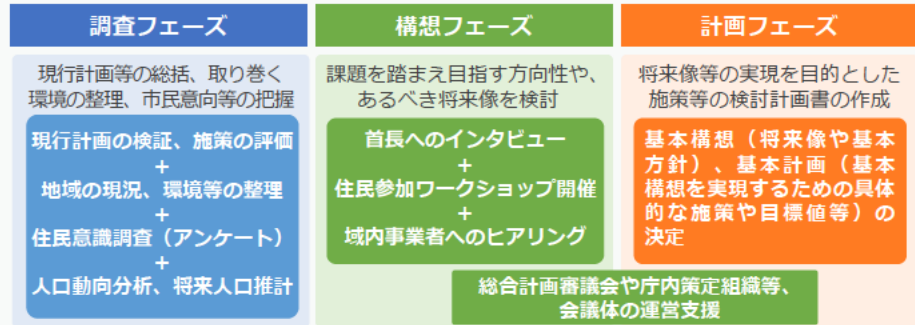 調査フェーズ
現行計画等の総括、取り巻く
環境の整理、市民意向等の把握
現行計画の検証、施策の評価
+
地域の現況、環境等の整理
+
住民意識調査（アンケート）
+
人口動向分析、将来人口推計
構想フェーズ
課題を踏まえ目指す方向性や、
あるべき将来像を検討
首長へのインタビュー
+
住民参加ワークショップ開催
+
域内事業者へのヒアリング
計画フェーズ
将来像等の実現を目的とした
施策等の検討計画書の作成
基本構想（将来像や基本
方針）、基本計画（基本
構想を実現するための具体
的な施策や目標値等）の
決定
総合計画審議会や庁内策定組織等、
会議体の運営支援